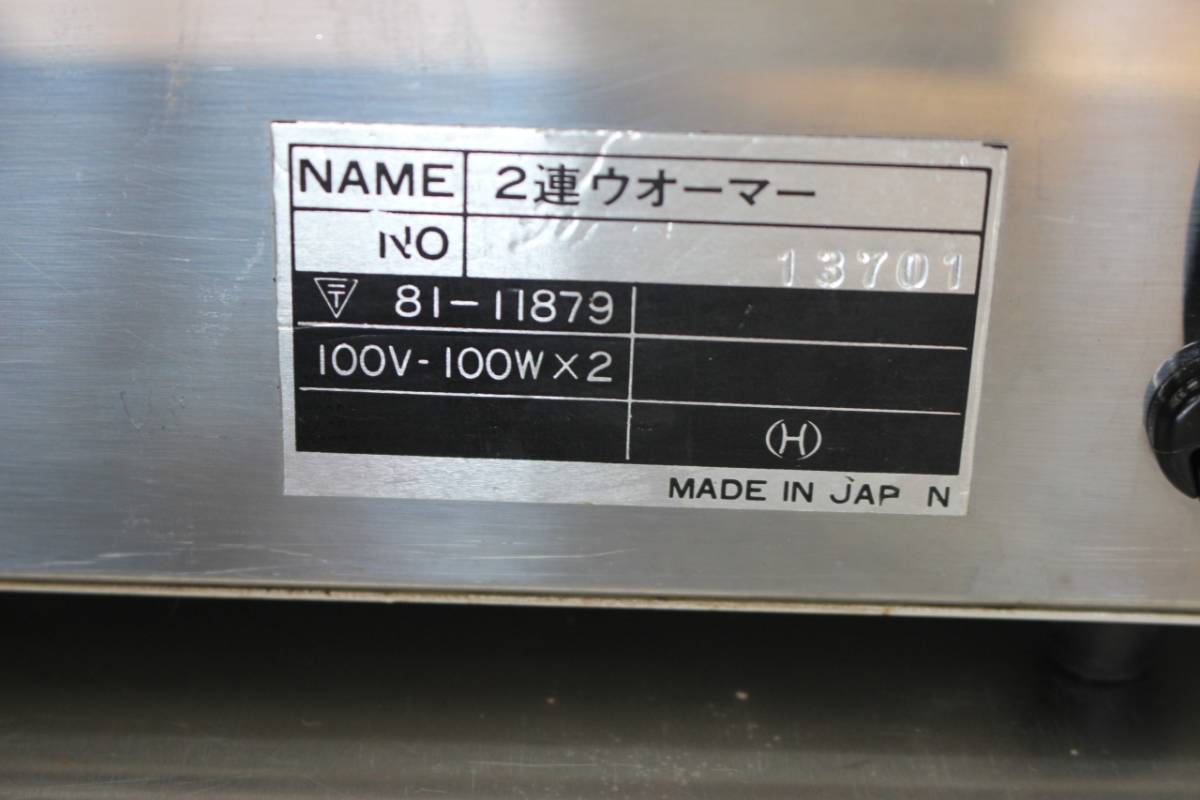 NAME 2連ウオーマー
NO 13701
T 81-11879
100V-100W×2
(H)
MADE IN JAP N